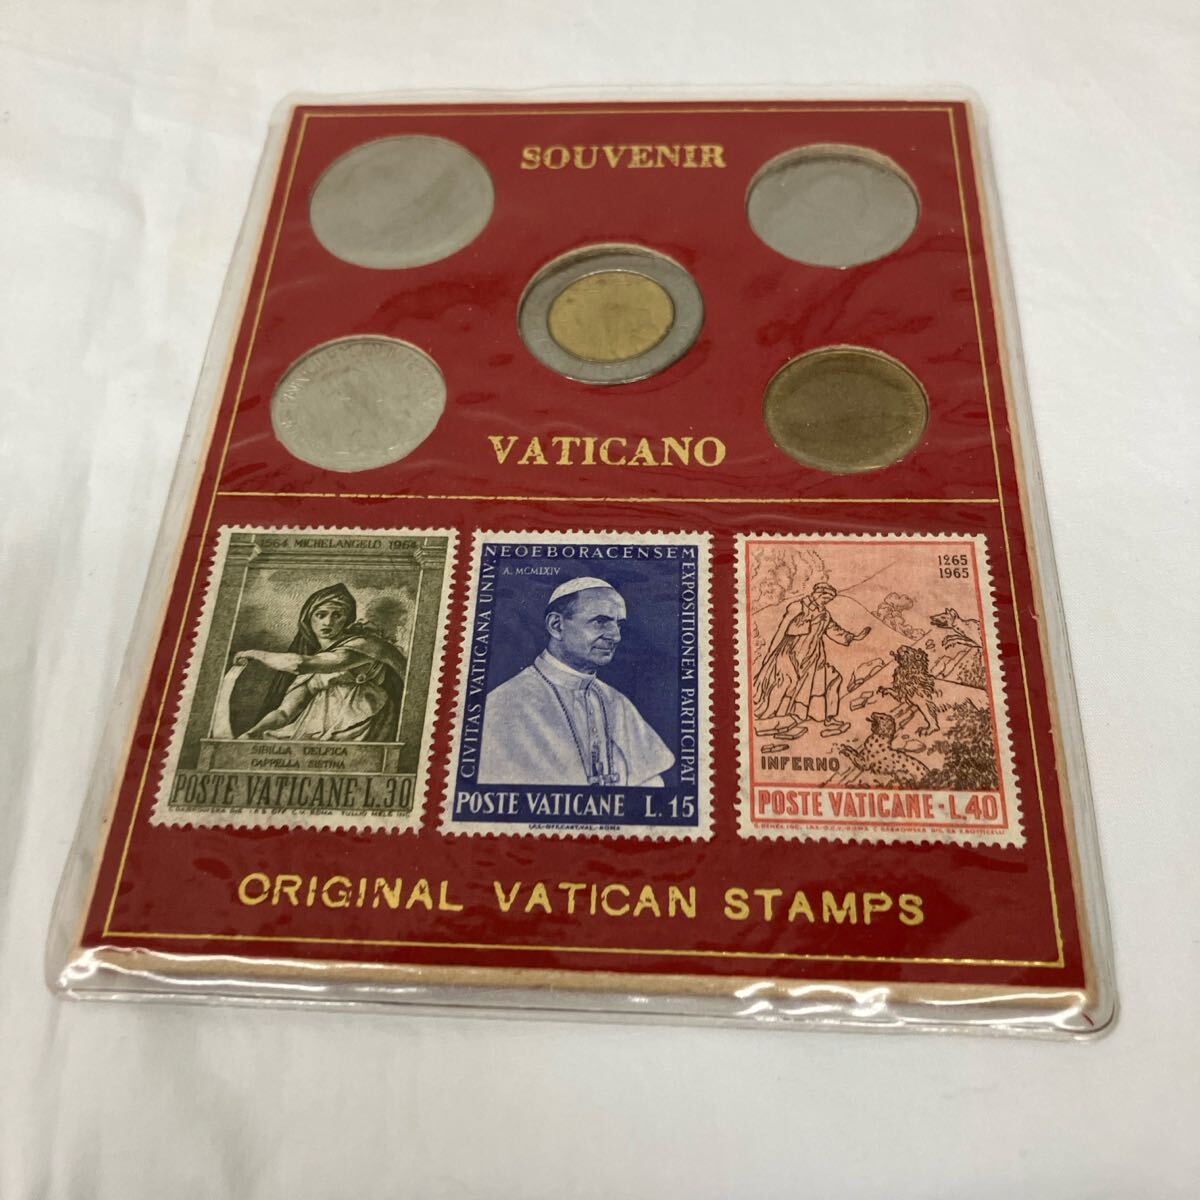 SOUVENIR
VATICANO
1564 MICHELANGELO 1964
SIBILLA DELFICA
CAPPELLA SISTINA
POSTE VATICANE L.30
CIVITAS VATICANA UNIV. NEOEBORACENSEM EXPOSITIONEM PARTICIPAT
A. MCMLXIV
POSTE VATICANE L. 15
1265
1965
INFERNO
POSTE VATICANE - L.40
ORIGINAL VATICAN STAMPS